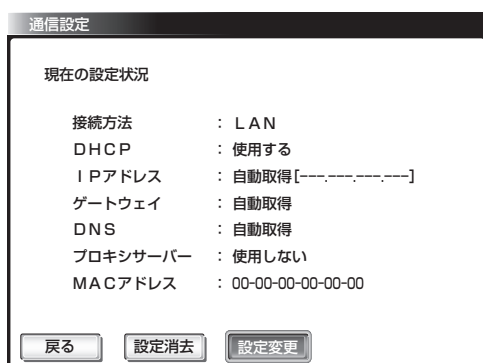 通信設定
現在の設定状況
接続方法 : ＬＡＮ
ＤＨＣＰ : 使用する
ＩＰアドレス : 自動取得[---.---.---.---]
ゲートウェイ : 自動取得
ＤＮＳ : 自動取得
プロキシサーバー : 使用しない
ＭＡＣアドレス : 00-00-00-00-00-00
戻る 設定消去 設定変更